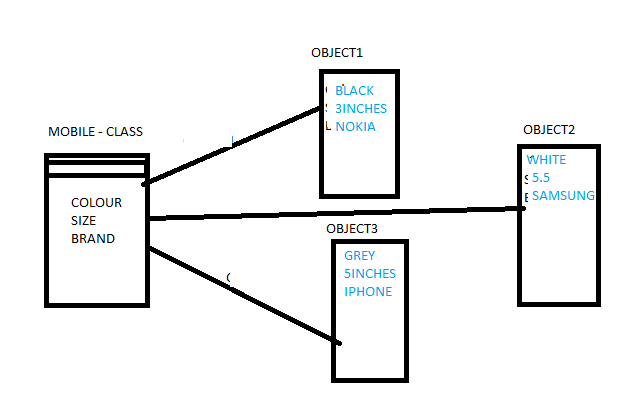 OBJECT1
BLACK
3INCHES
NOKIA
MOBILE - CLASS
COLOUR
SIZE
BRAND
OBJECT2
WHITE
5.5
SAMSUNG
OBJECT3
GREY
5INCHES
IPHONE